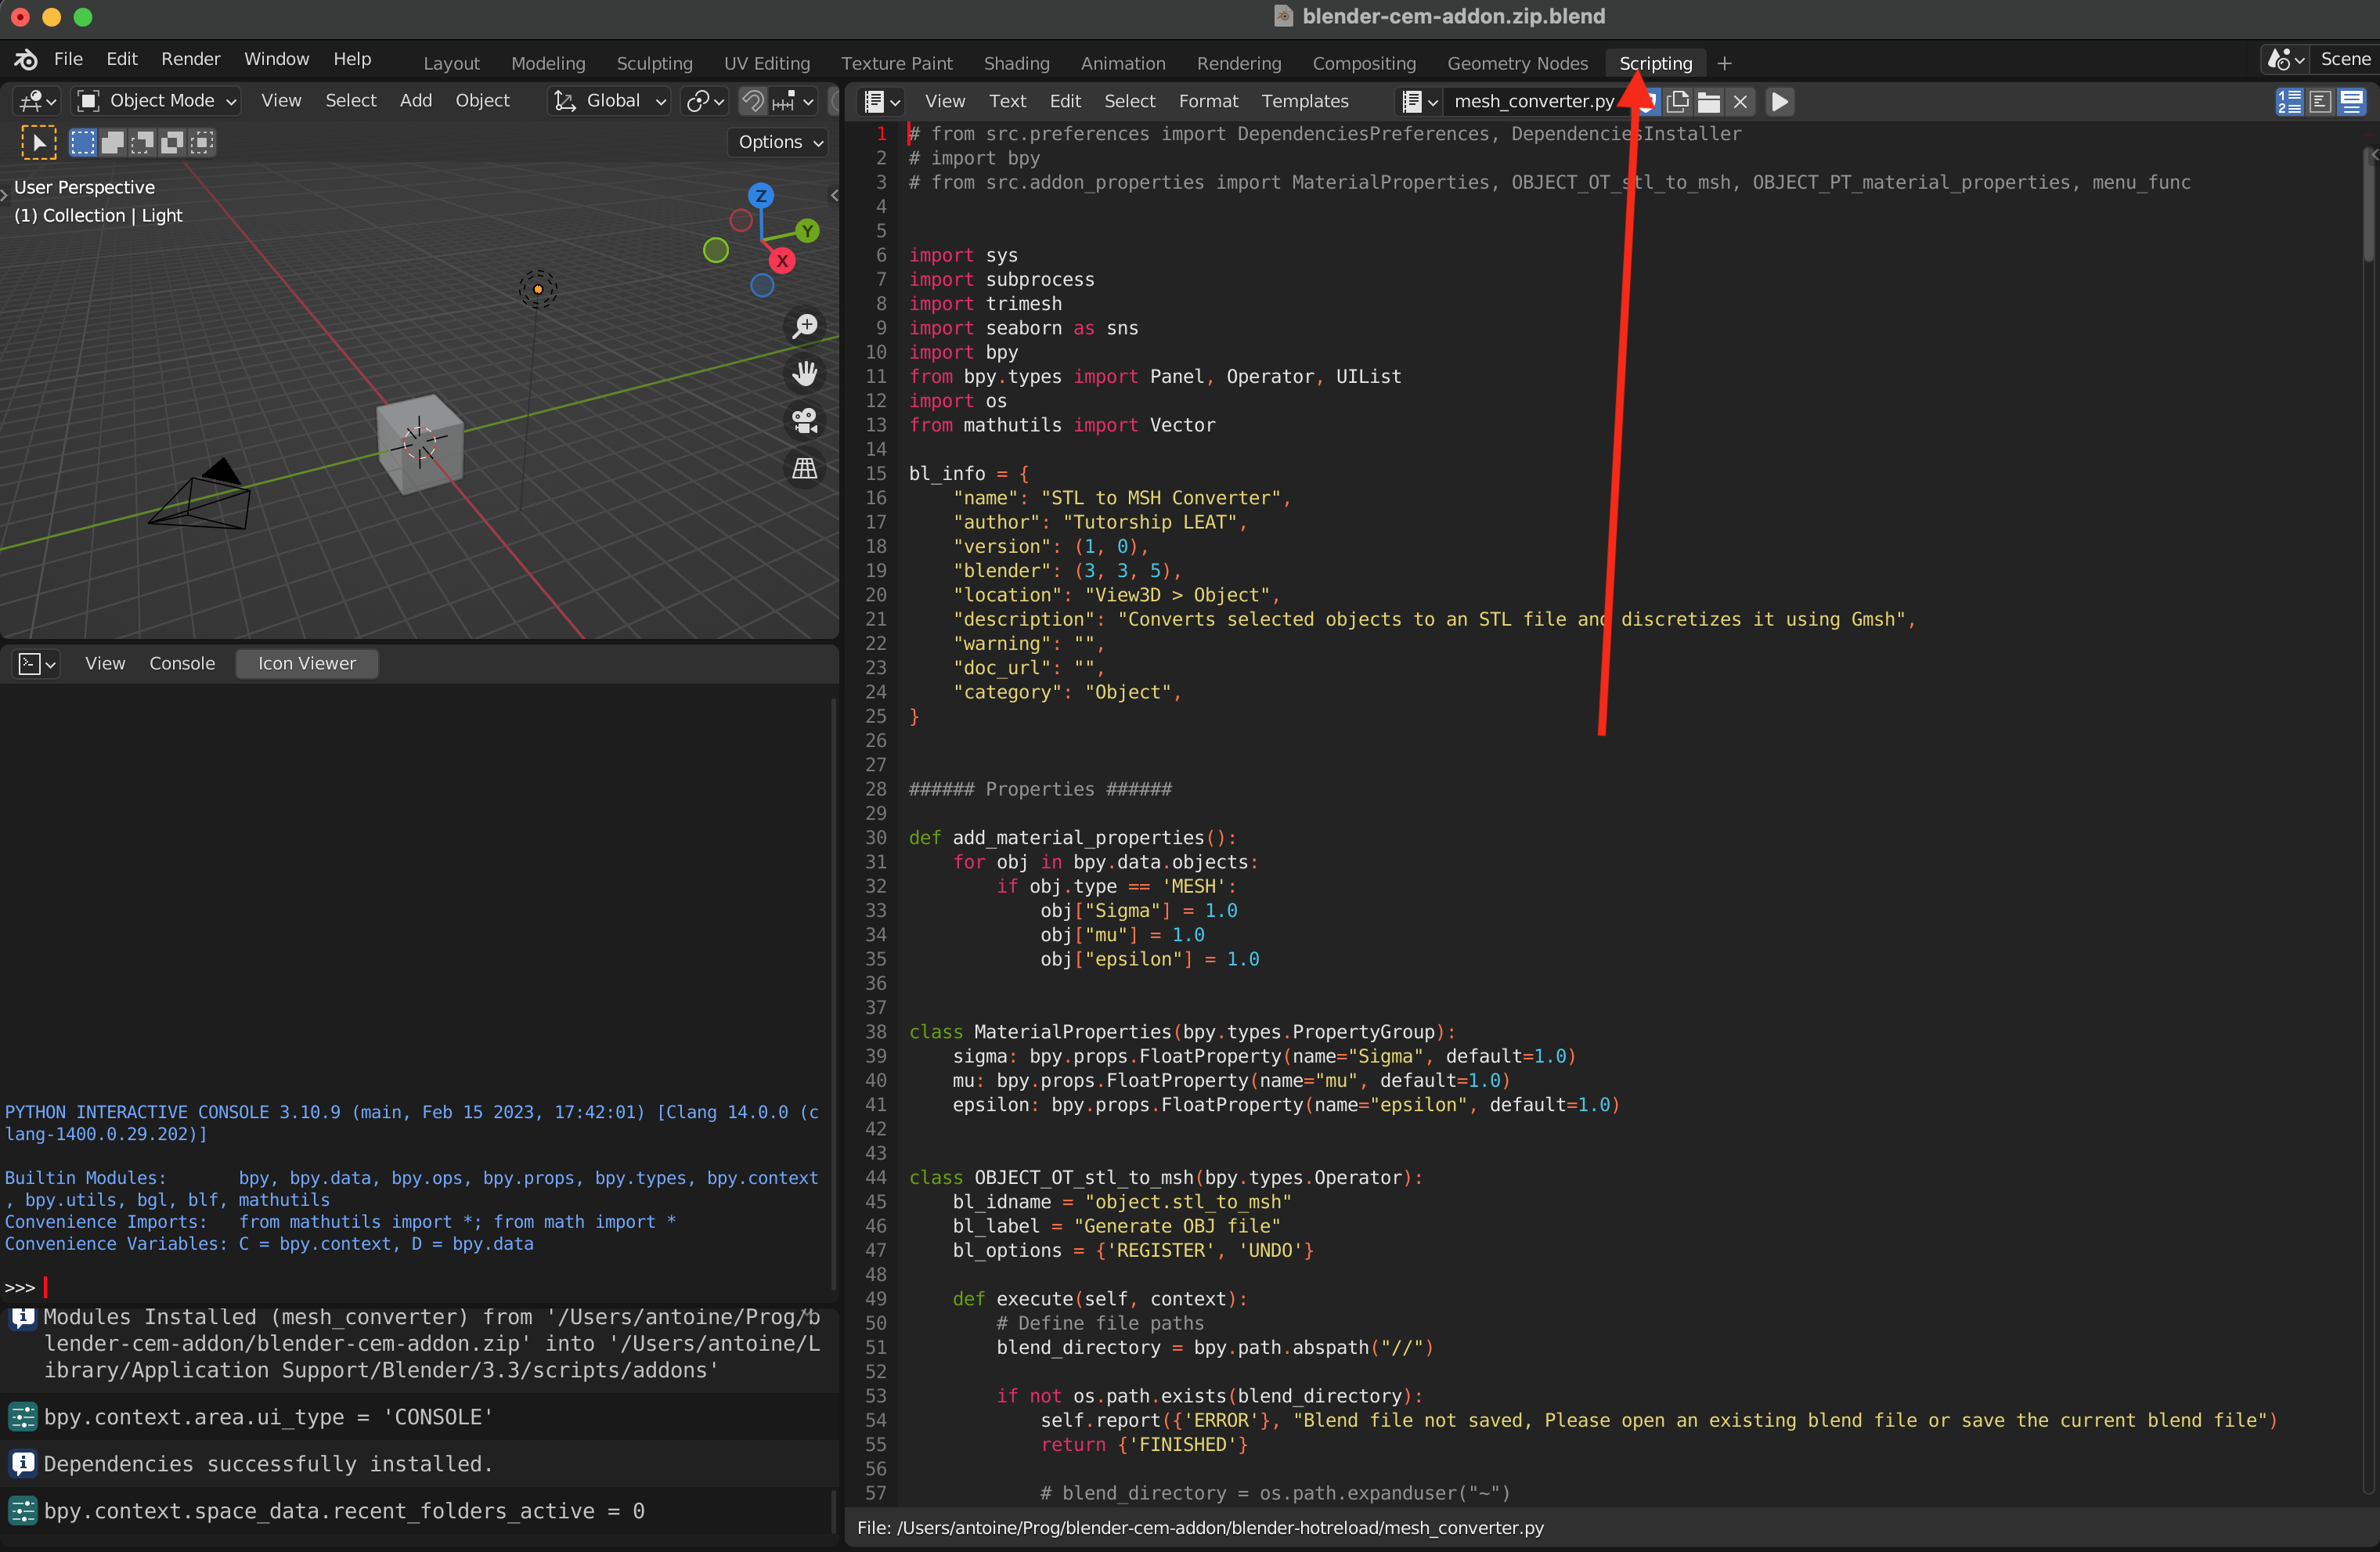 blender-cem-addon.zip.blend
File Edit Render Window Help Layout Modeling Sculpting UV Editing Texture Paint Shading Animation Rendering Compositing Geometry Nodes Scripting + Scene
Object Mode View Select Add Object Global
Options
User Perspective
(1) Collection | Light
Z
Y
X
View Console Icon Viewer
PYTHON INTERACTIVE CONSOLE 3.10.9 (main, Feb 15 2023, 17:42:01) [Clang 14.0.0 (c
lang-1400.0.29.202)]
Builtin Modules: bpy, bpy.data, bpy.ops, bpy.props, bpy.types, bpy.context
, bpy.utils, bgl, blf, mathutils
Convenience Imports: from mathutils import *; from math import *
Convenience Variables: C = bpy.context, D = bpy.data
>>>
Modules Installed (mesh_converter) from '/Users/antoine/Prog/b
lender-cem-addon/blender-cem-addon.zip' into '/Users/antoine/L
ibrary/Application Support/Blender/3.3/scripts/addons'
bpy.context.area.ui_type = 'CONSOLE'
Dependencies successfully installed.
bpy.context.space_data.recent_folders_active = 0
View Text Edit Select Format Templates mesh_converter.py
1 # from src.preferences import DependenciesPreferences, DependenciesInstaller
2 # import bpy
3 # from src.addon_properties import MaterialProperties, OBJECT_OT_stl_to_msh, OBJECT_PT_material_properties, menu_func
4
5
6 import sys
7 import subprocess
8 import trimesh
9 import seaborn as sns
10 import bpy
11 from bpy.types import Panel, Operator, UIList
12 import os
13 from mathutils import Vector
14
15 bl_info = {
16 "name": "STL to MSH Converter",
17 "author": "Tutorship LEAT",
18 "version": (1, 0),
19 "blender": (3, 3, 5),
20 "location": "View3D > Object",
21 "description": "Converts selected objects to an STL file and discretizes it using Gmsh",
22 "warning": "",
23 "doc_url": "",
24 "category": "Object",
25 }
26
27
28 ###### Properties ######
29
30 def add_material_properties():
31 for obj in bpy.data.objects:
32 if obj.type == 'MESH':
33 obj["Sigma"] = 1.0
34 obj["mu"] = 1.0
35 obj["epsilon"] = 1.0
36
37
38 class MaterialProperties(bpy.types.PropertyGroup):
39 sigma: bpy.props.FloatProperty(name="Sigma", default=1.0)
40 mu: bpy.props.FloatProperty(name="mu", default=1.0)
41 epsilon: bpy.props.FloatProperty(name="epsilon", default=1.0)
42
43
44 class OBJECT_OT_stl_to_msh(bpy.types.Operator):
45 bl_idname = "object.stl_to_msh"
46 bl_label = "Generate OBJ file"
47 bl_options = {'REGISTER', 'UNDO'}
48
49 def execute(self, context):
50 # Define file paths
51 blend_directory = bpy.path.abspath("//")
52
53 if not os.path.exists(blend_directory):
54 self.report({'ERROR'}, "Blend file not saved, Please open an existing blend file or save the current blend file")
55 return {'FINISHED'}
56
57 # blend_directory = os.path.expanduser("~")
File: /Users/antoine/Prog/blender-cem-addon/blender-hotreload/mesh_converter.py